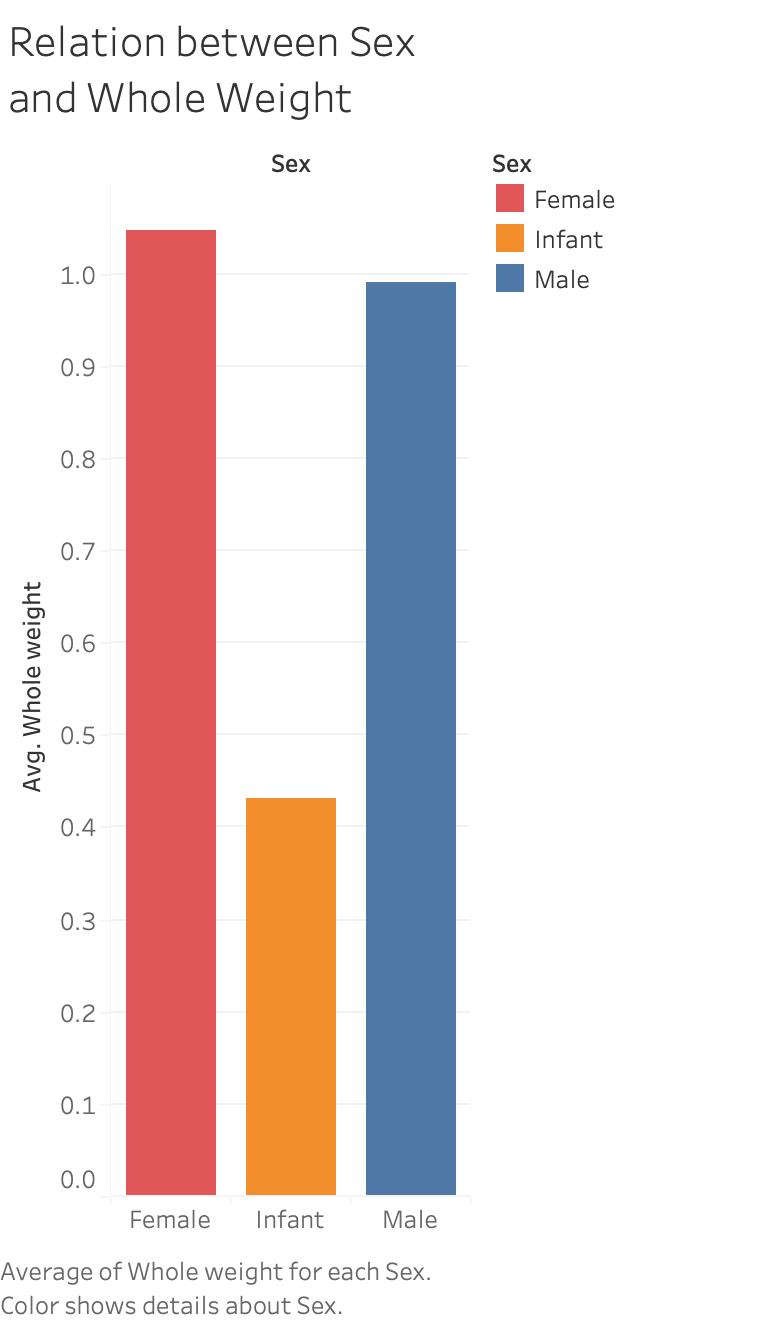 Relation between Sex
and Whole Weight
Sex
Sex
Female
Infant
Male
1.0
0.9
0.8
0.7
0.6
0.5
0.4
0.3
0.2
0.1
0.0
Avg. Whole weight
Female Infant Male
Average of Whole weight for each Sex.
Color shows details about Sex.